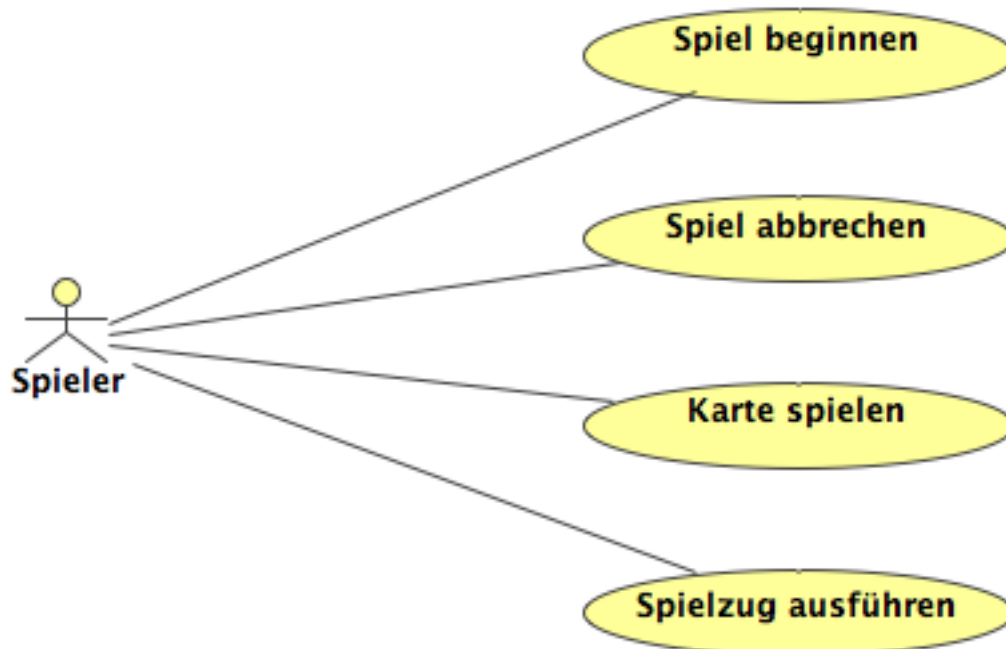 Spiel beginnen
Spiel abbrechen
Spieler
Karte spielen
Spielzug ausführen